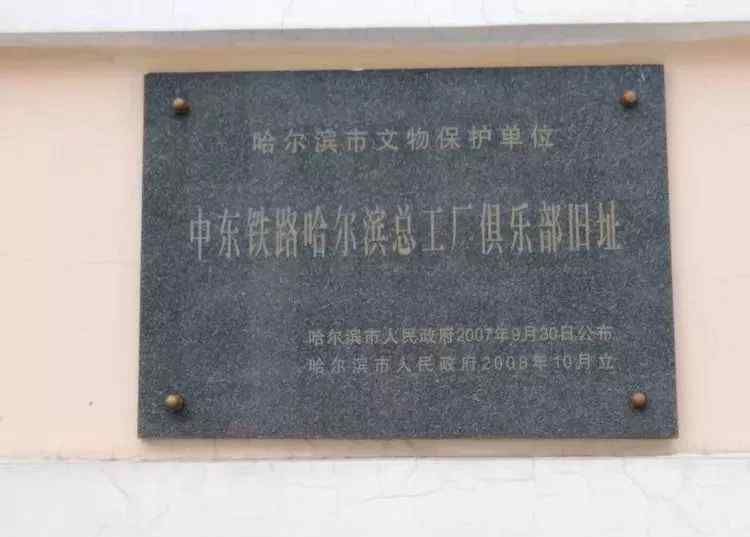 哈尔滨市文物保护单位
中东铁路哈尔滨总工厂俱乐部旧址
哈尔滨市人民政府2007年9月30日公布
哈尔滨市人民政府2008年10月立